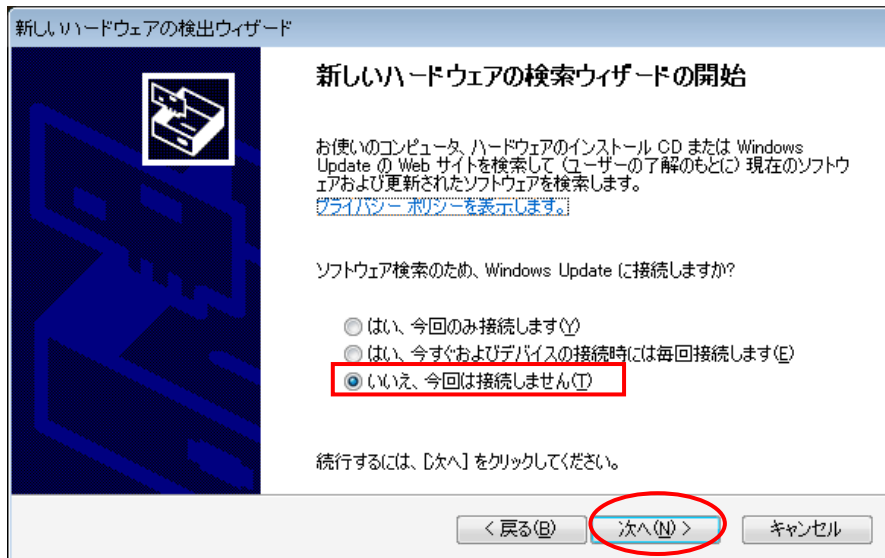 新しいハードウェアの検出ウィザード
新しいハードウェアの検索ウィザードの開始
お使いのコンピュータ、ハードウェアのインストール CD または Windows
Update の Web サイトを検索して (ユーザーの了解のもとに) 現在のソフトウ
ェアおよび更新されたソフトウェアを検索します。
プライバシー ポリシーを表示します。
ソフトウェア検索のため、Windows Update に接続しますか?
はい、今回のみ接続します(Y)
はい、今すぐおよびデバイスの接続時には毎回接続します(E)
いいえ、今回は接続しません(T)
続行するには、[次へ] をクリックしてください。
< 戻る(B) 次へ(N) > キャンセル